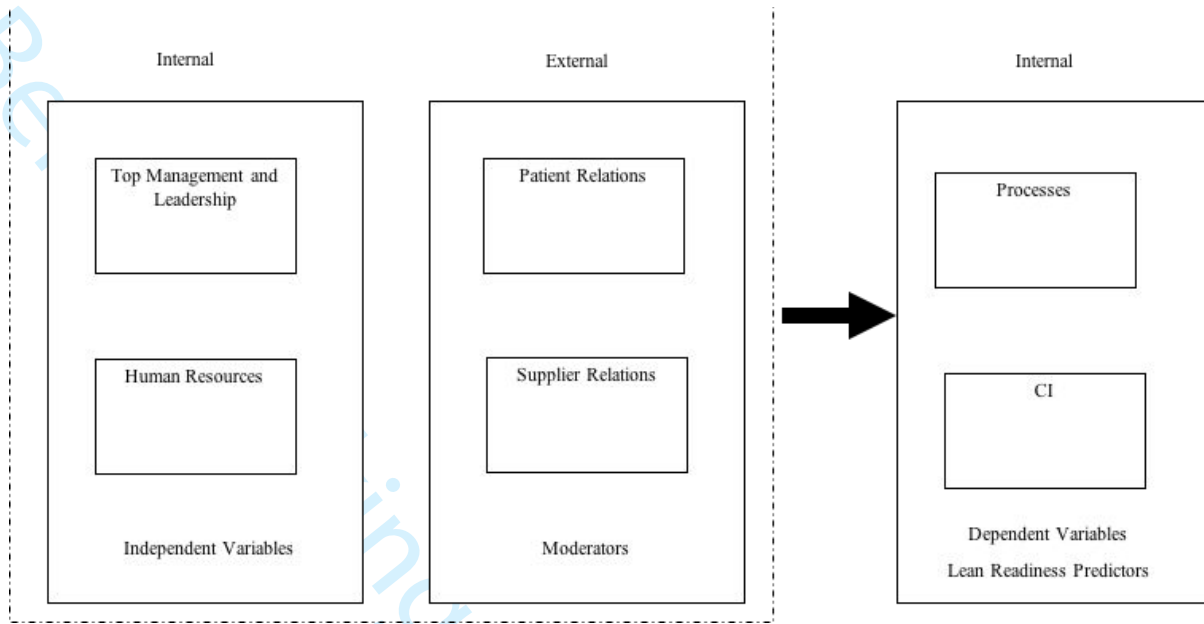 Internal
Top Management and
Leadership
Human Resources
Independent Variables
External
Patient Relations
Supplier Relations
Moderators
Internal
Processes
CI
Dependent Variables
Lean Readiness Predictors